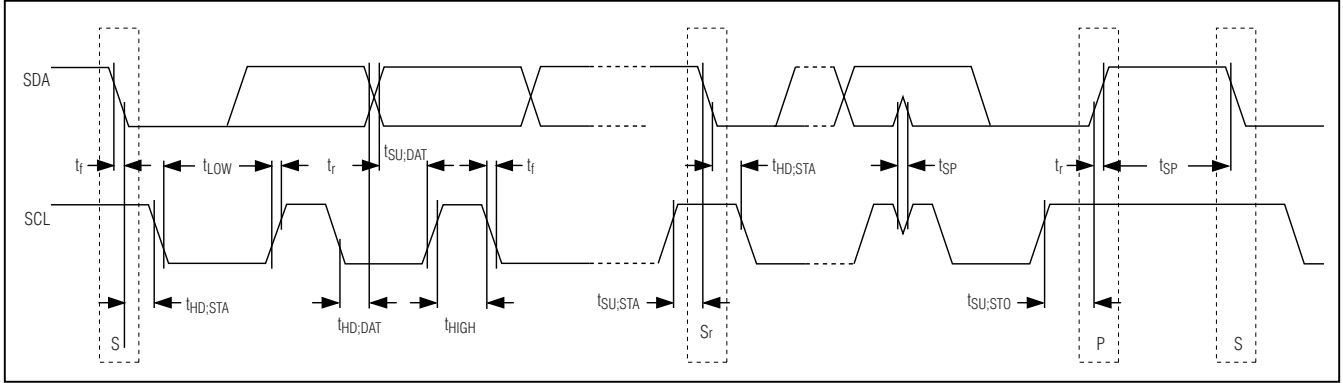 SDA
tf
tLOW
tr
tSU;DAT
tf
tHD;STA
tSP
tr
tSP
SCL
tHD;STA
tHD;DAT
tHIGH
tSU;STA
tSU;STO
S
Sr
P
S